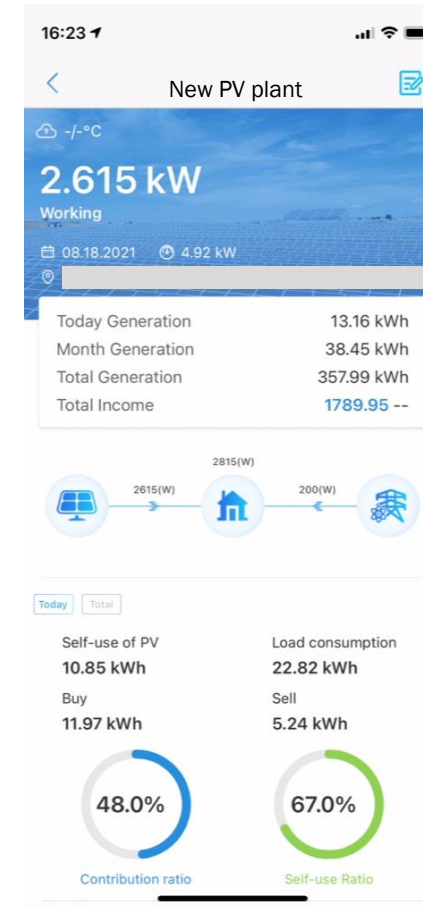 16:23
New PV plant
-/-°C
2.615 kW
Working
08.18.2021 4.92 kW
Today Generation 13.16 kWh
Month Generation 38.45 kWh
Total Generation 357.99 kWh
Total Income 1789.95 --
2815(W)
2615(W) 200(W)
Today Total
Self-use of PV Load consumption
10.85 kWh 22.82 kWh
Buy Sell
11.97 kWh 5.24 kWh
48.0% 67.0%
Contribution ratio Self-use Ratio